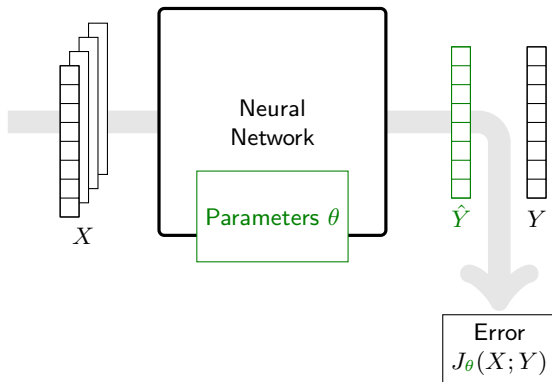 Neural
Network
Parameters θ
X
Ŷ
Y
Error
J_θ(X; Y)